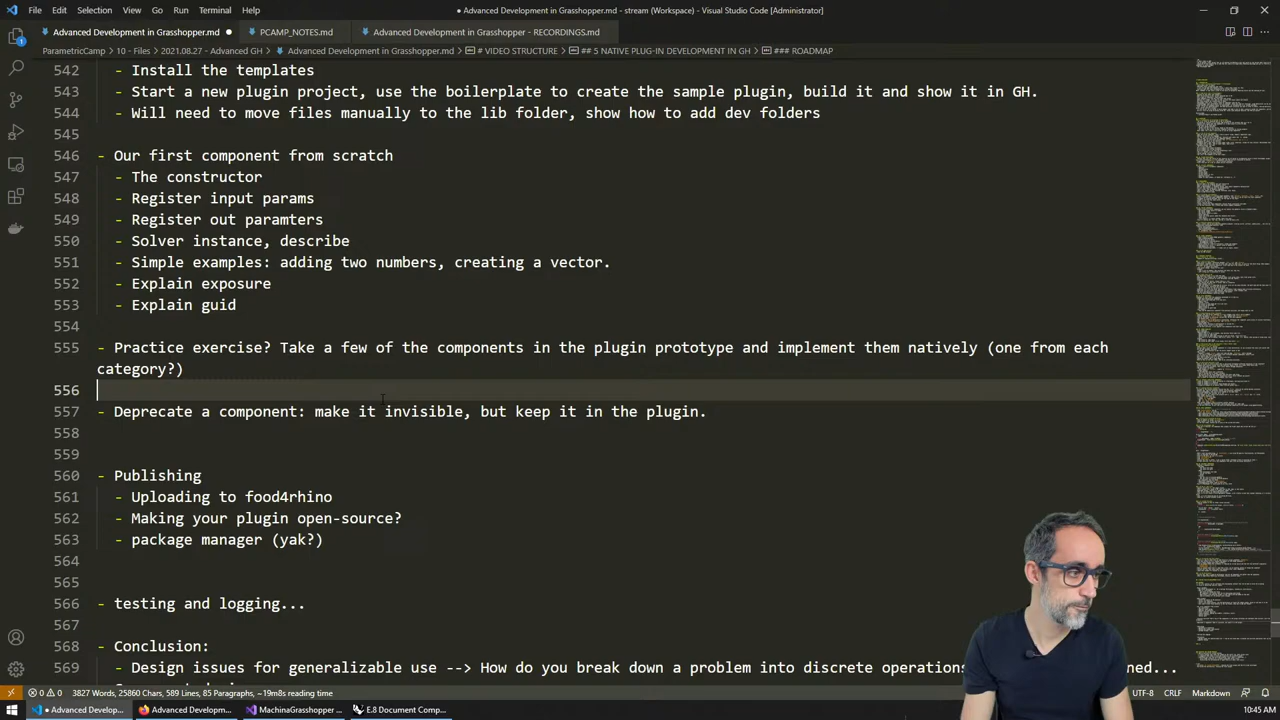 File Edit Selection View Go Run Terminal Help
● Advanced Development in Grasshopper.md - stream (Workspace) - Visual Studio Code [Administrator]
Advanced Development in Grasshopper.md ● PCAMP_NOTES.md Advanced Development in Grasshopper - RECORDINGS.md
ParametricCamp > 10 - Files > 2021.08.27 - Advanced GH > Advanced Development in Grasshopper.md > # VIDEO STRUCTURE > ## 5 NATIVE PLUG-IN DEVELOPMENT IN GH > ### ROADMAP
542 - Install the templates
543 - Start a new plugin project, use the boilerplate to create the sample plugin, build it and show it in GH.
544 - Will need to move files manually to the lib folder, show how to add dev folders
545
546 - Our first component from scratch
547 - The constructor
548 - Register input params
549 - Register out paramters
550 - Solver instance, describe
551 - Simple examples: adding two numbers, creating a vector.
552 - Explain exposure
553 - Explain guid
554
555 - Practice exercise? Take a few of the components in the plugin prototype and inlement them nativity (one from each
category?)
556
557 - Deprecate a component: make it invisible, but keep it in the plugin.
558
559
560 - Publishing
561 - Uploading to food4rhino
562 - Making your plugin open-source?
563 - package manager (yak?)
564
565
566 - testing and logging...
567
568 - Conclusion:
569 - Design issues for generalizable use --> How you break down a problem into discrete operati
ned...
0 0 3827 Words, 25860 Chars, 589 Lines, 85 Paragraphs, ~19m8s reading time
UTF-8 CRLF Markdown
● Advanced Develop... Advanced Developm... MachinaGrasshopper ... E.8 Document Comp...
10:45 AM